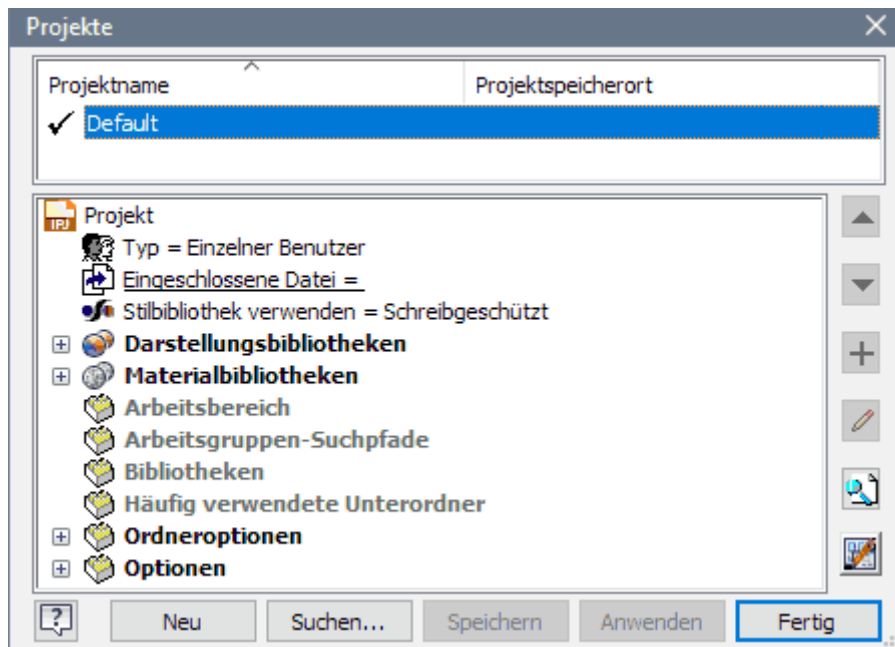 Projekte
Projektname Projektspeicherort
Default
IPJ Projekt
Typ = Einzelner Benutzer
Eingeschlossene Datei =
Stilbibliothek verwenden = Schreibgeschützt
Darstellungsbibliotheken
Materialbibliotheken
Arbeitsbereich
Arbeitsgruppen-Suchpfade
Bibliotheken
Häufig verwendete Unterordner
Ordneroptionen
Optionen
Neu Suchen... Speichern Anwenden Fertig